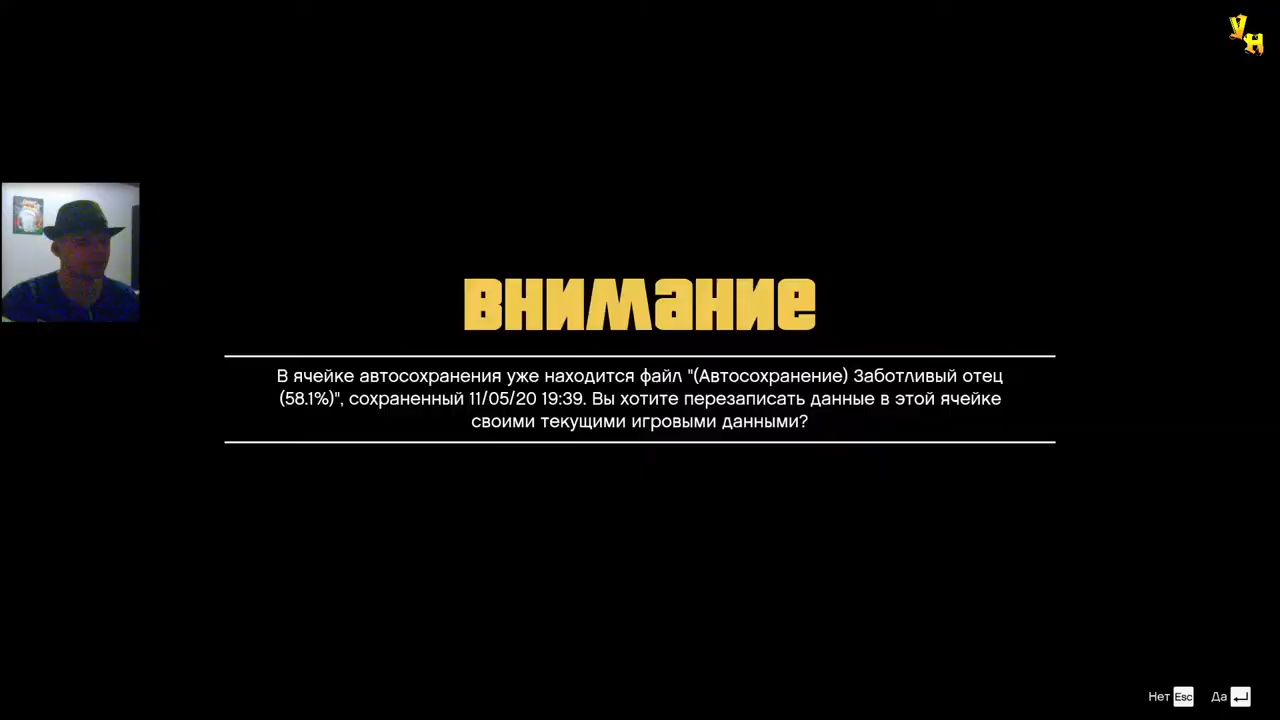 УН
внимание
В ячейке автосохранения уже находится файл "(Автосохранение) Заботливый отец
(58.1%)", сохраненный 11/05/20 19:39. Вы хотите перезаписать данные в этой ячейке
своими текущими игровыми данными?
Нет Esc Да